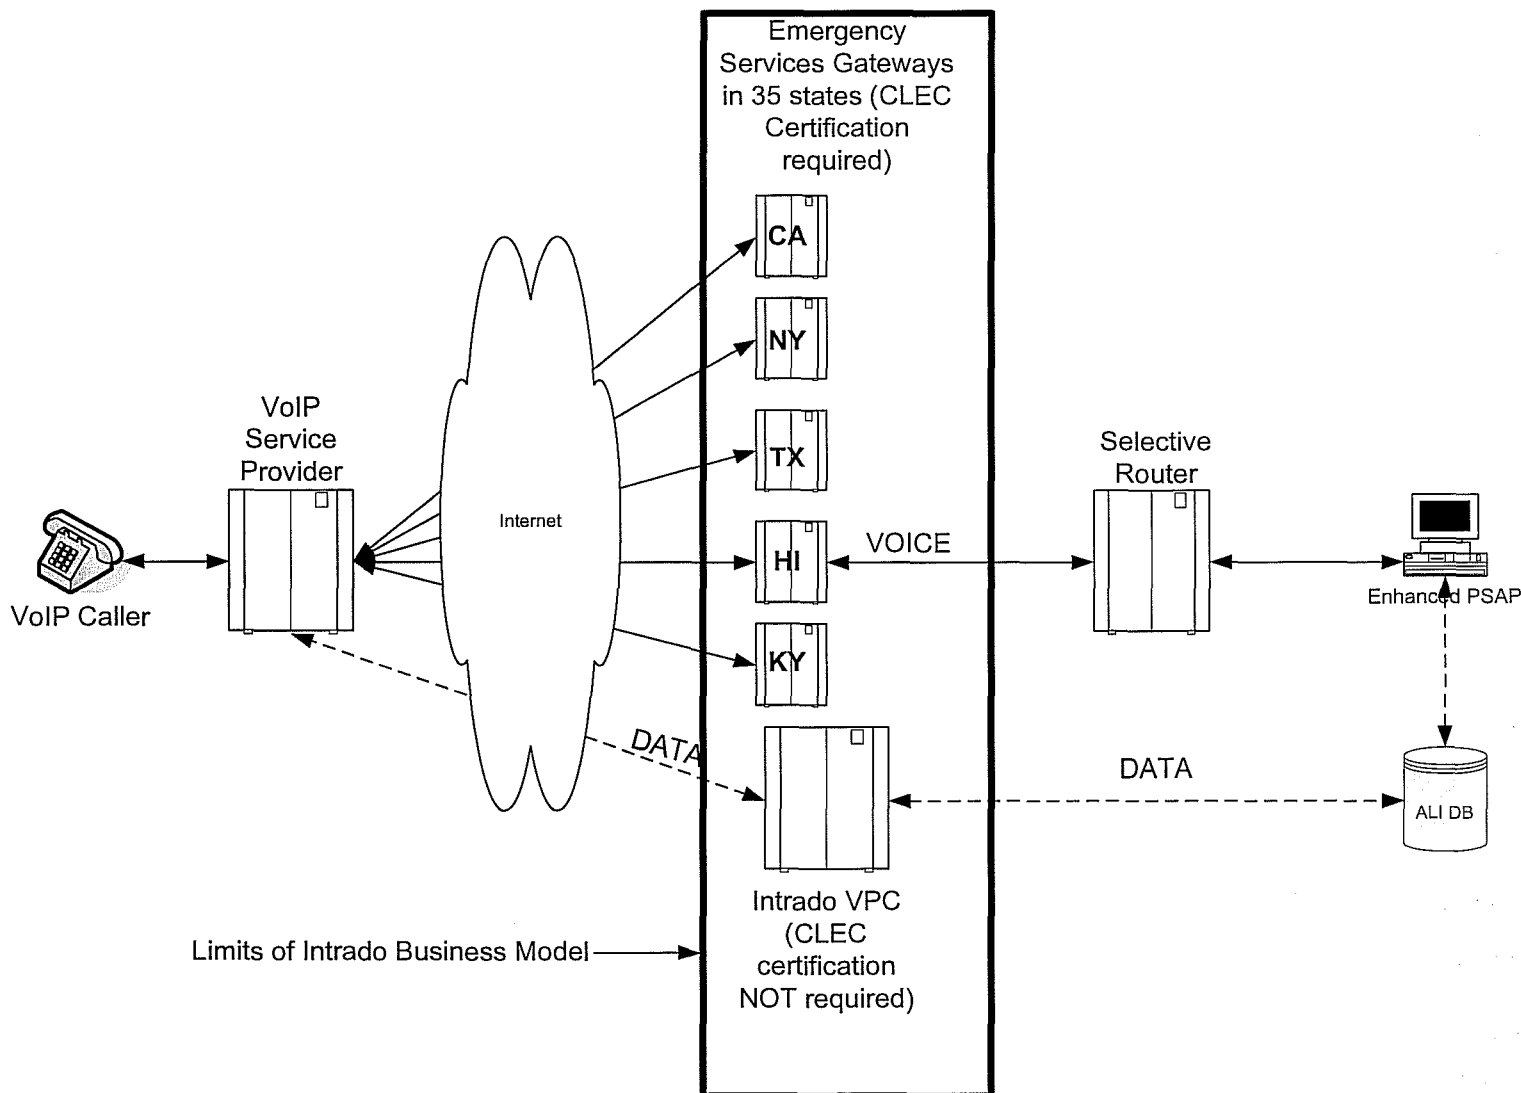 Emergency
Services Gateways
in 35 states (CLEC
Certification
required)
CA
NY
VoIP
Service
Provider
TX
Selective
Router
Internet
HI
VOICE
VoIP Caller
Enhanced PSAP
KY
DATA
DATA
ALI DB
Intrado VPC
(CLEC
certification
NOT required)
Limits of Intrado Business Model